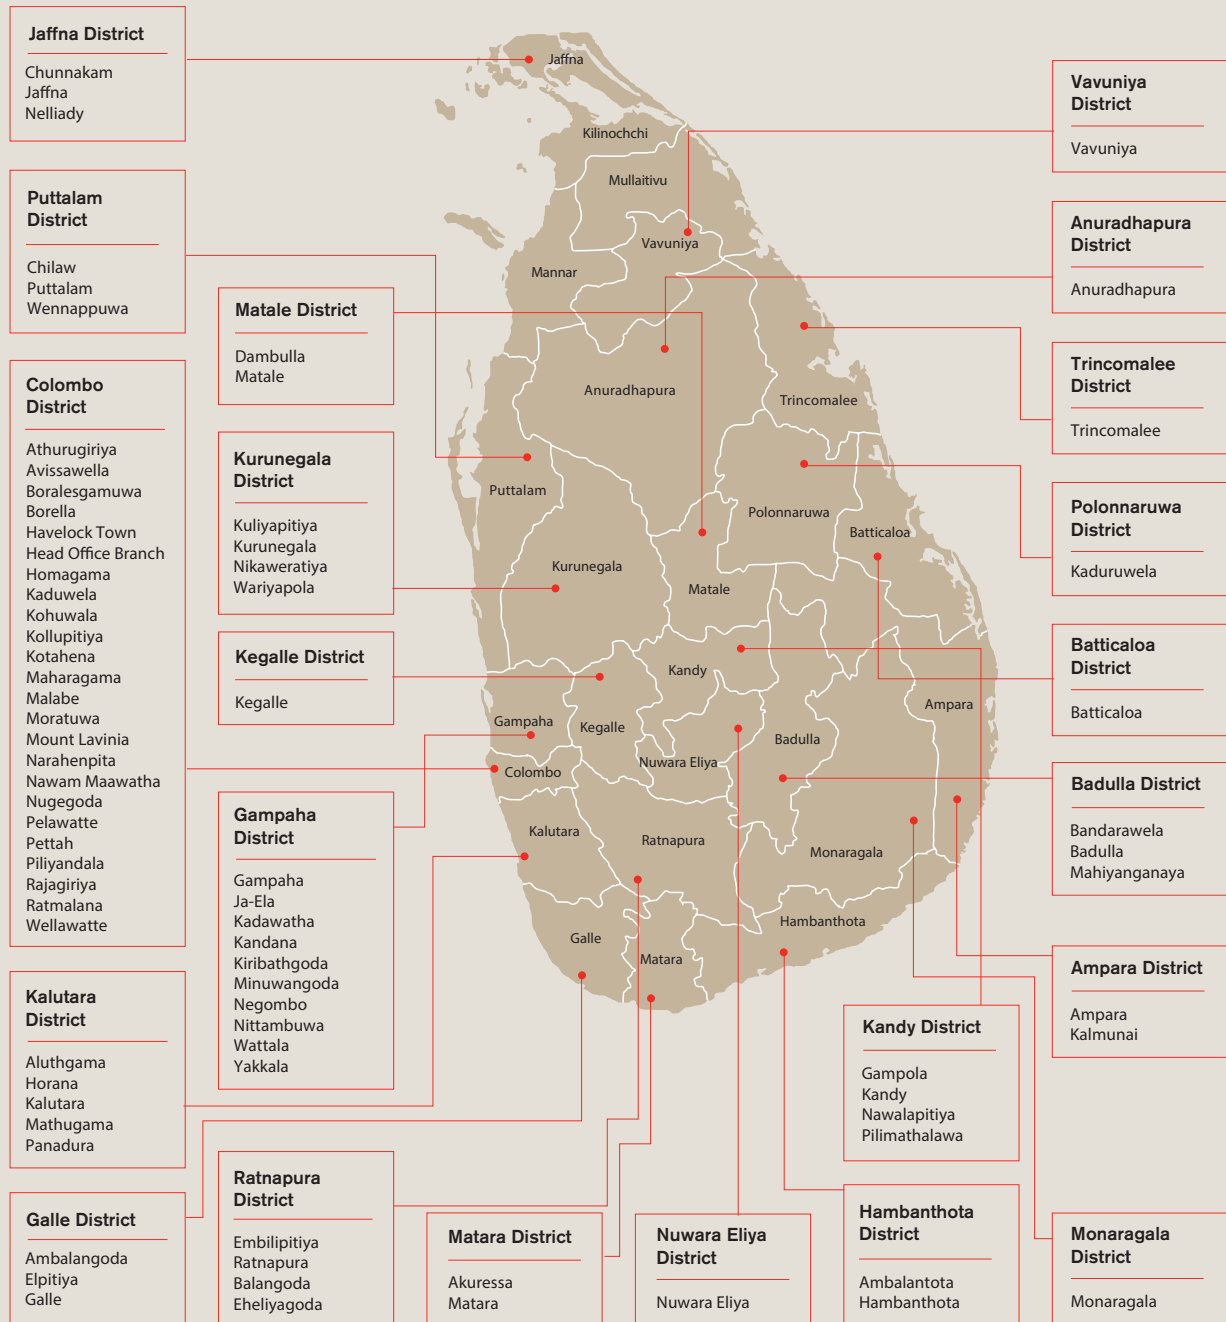 Jaffna District
Chunnakam
Jaffna
Nelliady
Puttalam
District
Chilaw
Puttalam
Wennappuwa
Colombo
District
Athurugiriya
Avissawella
Boralesgamuwa
Borella
Havelock Town
Head Office Branch
Homagama
Kaduwela
Kohuwala
Kollupitiya
Kotahena
Maharagama
Malabe
Moratuwa
Mount Lavinia
Narahenpita
Nawam Maawatha
Nugegoda
Pelawatte
Pettah
Piliyandala
Rajagiriya
Ratmalana
Wellawatte
Kalutara
District
Aluthgama
Horana
Kalutara
Mathugama
Panadura
Galle District
Ambalangoda
Elpitiya
Galle
Matale District
Dambulla
Matale
Kurunegala
District
Kuliyapitiya
Kurunegala
Nikaweratiya
Wariyapola
Kegalle District
Kegalle
Gampaha
District
Gampaha
Ja-Ela
Kadawatha
Kandana
Kiribathgoda
Minuwangoda
Negombo
Nittambuwa
Wattala
Yakkala
Ratnapura
District
Embilipitiya
Ratnapura
Balangoda
Eheliyagoda
Jaffna
Kilinochchi
Mullaitivu
Vavuniya
Mannar
Anuradhapura
Trincomalee
Puttalam
Polonnaruwa
Batticaloa
Kurunegala
Matale
Kandy
Ampara
Gampaha
Kegalle
Badulla
Nuwara Eliya
Colombo
Kalutara
Ratnapura
Monaragala
Hambanthota
Galle
Matara
Matara District
Akuressa
Matara
Nuwara Eliya
District
Nuwara Eliya
Kandy District
Gampola
Kandy
Nawalapitiya
Pilimathalawa
Hambanthota
District
Ambalantota
Hambanthota
Vavuniya
District
Vavuniya
Anuradhapura
District
Anuradhapura
Trincomalee
District
Trincomalee
Polonnaruwa
District
Kaduruwela
Batticaloa
District
Batticaloa
Badulla District
Bandarawela
Badulla
Mahiyanganaya
Ampara District
Ampara
Kalmunai
Monaragala
District
Monaragala